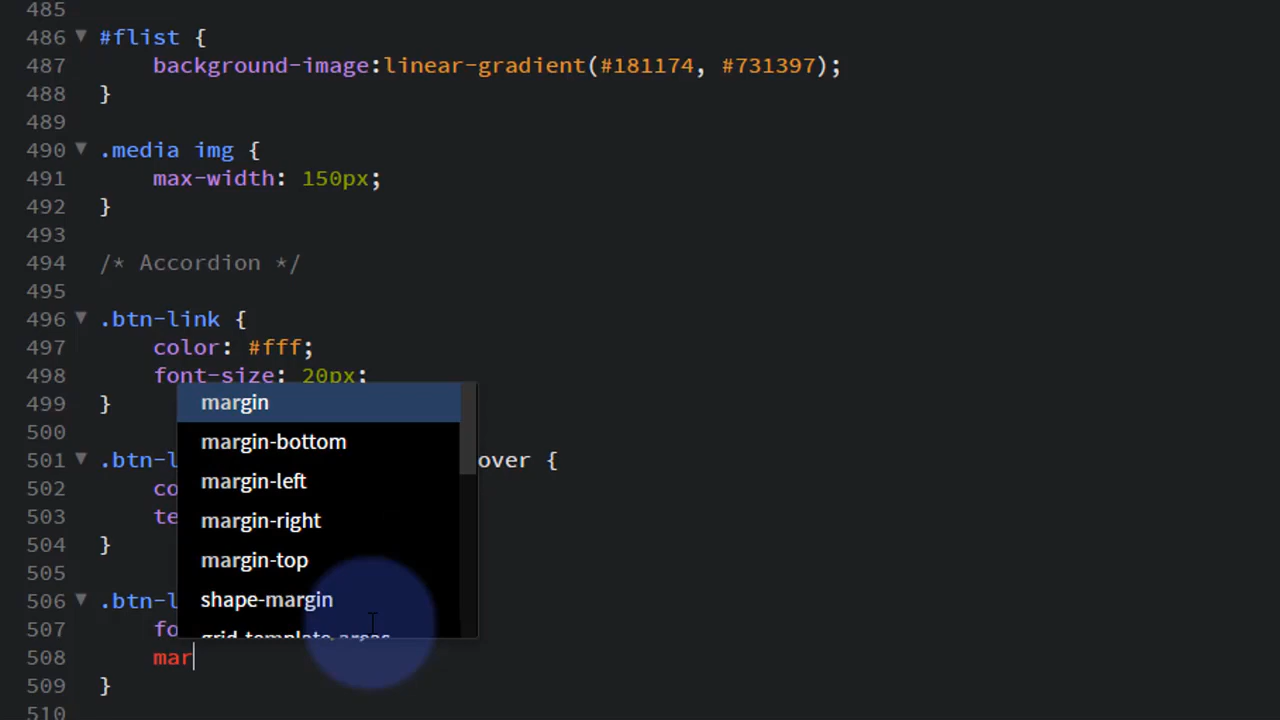 485
486 ▼ #flist {
487 background-image:linear-gradient(#181174, #731397);
488 }
489
490 ▼ .media img {
491 max-width: 150px;
492 }
493
494 /* Accordion */
495
496 ▼ .btn-link {
497 color: #fff;
498 font-size: 20px;
499 }
margin
500
margin-bottom
501 ▼ .btn-l over {
margin-left
502 co
503 te
margin-right
504 }
margin-top
505
506 ▼ .btn-l
shape-margin
507 fo
grid-template-areas
508 mar
509 }
510